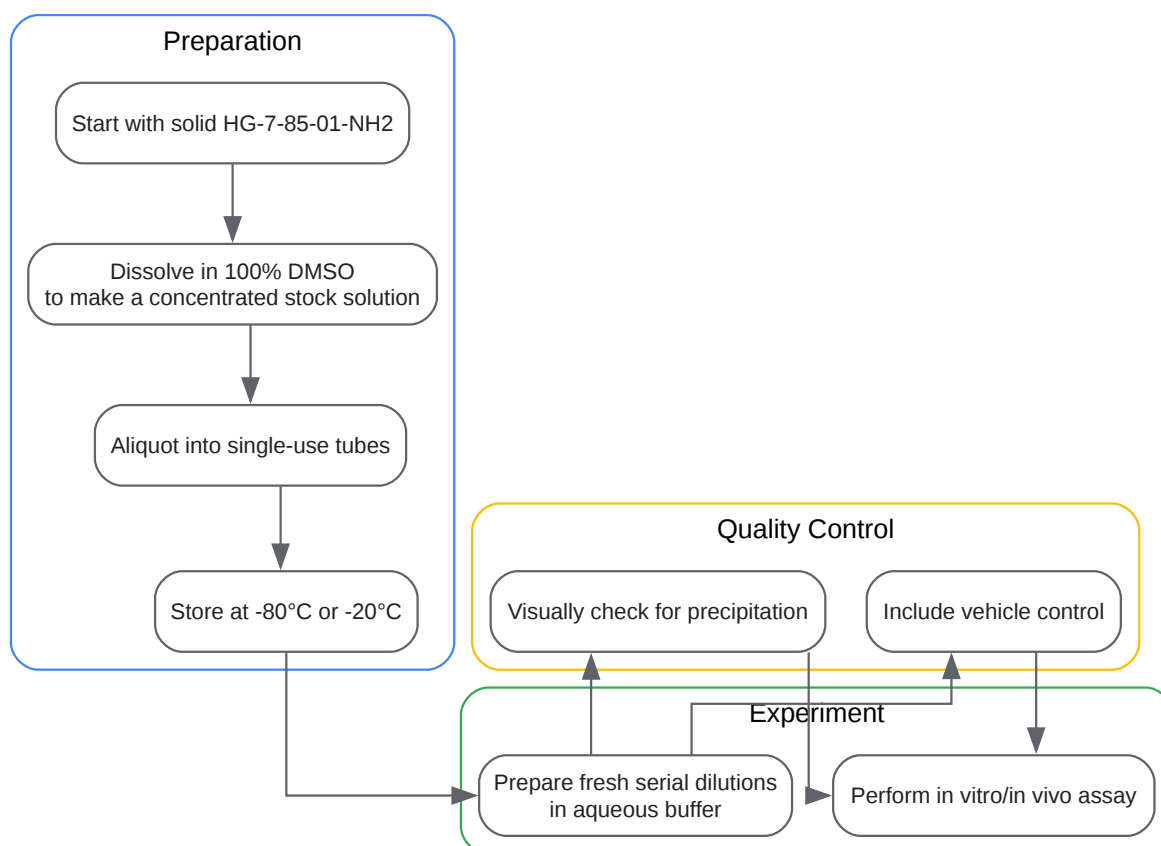 Preparation
Start with solid HG-7-85-01-NH2
Dissolve in 100% DMSO
to make a concentrated stock solution
Aliquot into single-use tubes
Store at -80°C or -20°C
Quality Control
Visually check for precipitation
Include vehicle control
Experiment
Prepare fresh serial dilutions
in aqueous buffer
Perform in vitro/in vivo assay